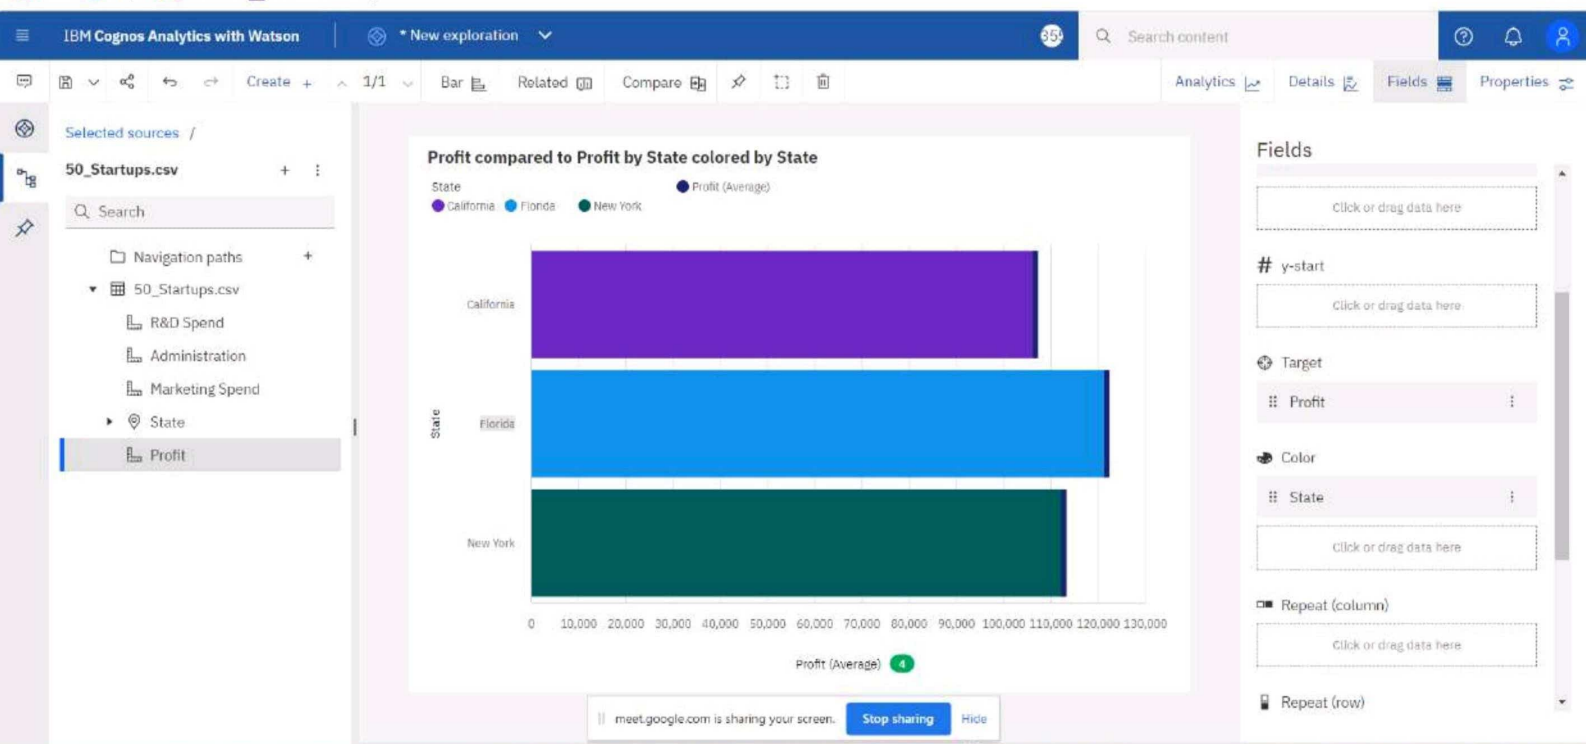 IBM Cognos Analytics with Watson
* New exploration
Search content
Create +
1/1
Bar
Related
Compare
Analytics
Details
Fields
Properties
Selected sources /
50_Startups.csv
Search
Navigation paths
50_Startups.csv
R&D Spend
Administration
Marketing Spend
State
Profit
Profit compared to Profit by State colored by State
State
Profit (Average)
California
Florida
New York
State
California
Florida
New York
0 10,000 20,000 30,000 40,000 50,000 60,000 70,000 80,000 90,000 100,000 110,000 120,000 130,000
Profit (Average) 4
Fields
Click or drag data here
# y-start
Click or drag data here
Target
Profit
Color
State
Click or drag data here
Repeat (column)
Click or drag data here
Repeat (row)
meet.google.com is sharing your screen.
Stop sharing
Hide